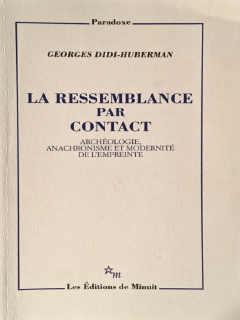 Paradoxe
GEORGES DIDI-HUBERMAN
LA RESSEMBLANCE
PAR
CONTACT
ARCHÉOLOGIE,
ANACHRONISME ET MODERNITÉ
DE L'EMPREINTE
m
Les Éditions de Minuit